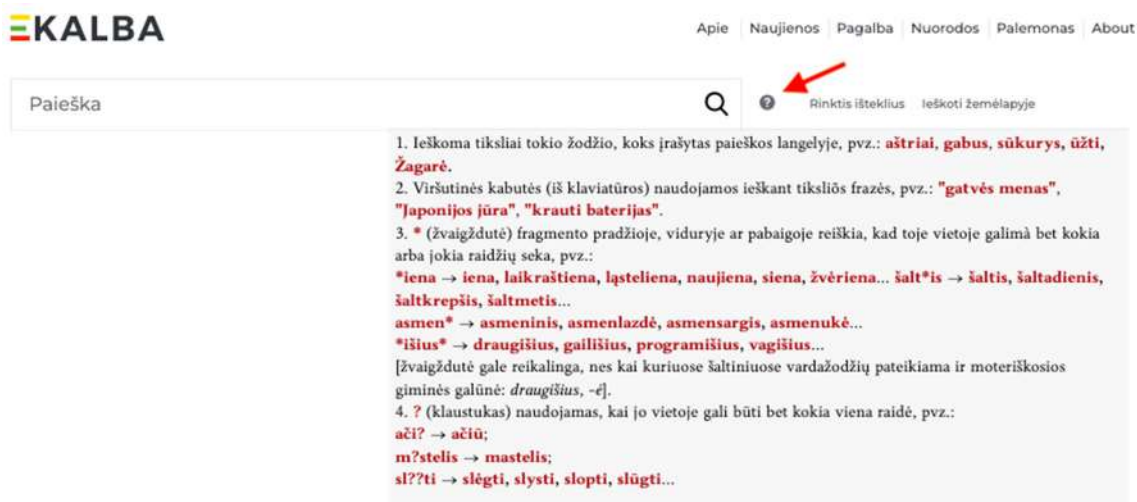 EKALBA
Apie Naujienos Pagalba Nuorodos Palemonas About
Paieška
Rinktis išteklius Ieškoti žemėlapyje
1. Ieškoma tiksliai tokio žodžio, koks įrašytas paieškos langelyje, pvz.: aštriai, gabus, sūkurys, ūžti,
Žagarė.
2. Viršutinės kabutės (iš klaviatūros) naudojamos ieškant tiksliõs frazės, pvz.: "gatvės menas",
"Japonijos jūra", "krauti baterijas".
3. * (žvaigždutė) fragmento pradžioje, viduryje ar pabaigoje reiškia, kad toje vietoje galimà bet kokia
arba jokia raidžių seka, pvz.:
*iena → iena, laikraštiena, ląsteliena, naujiena, siena, žvėriena... šalt*is → šaltis, šaltadienis,
šaltkrepšis, šaltmetis...
asmen* → asmeninis, asmenlazdė, asmensargis, asmenukė...
*išius* → draugišius, gailišius, programišius, vagišius...
[žvaigždutė gale reikalinga, nes kai kuriuose šaltiniuose vardažodžių pateikiama ir moteriškosios
giminės galūnė: draugišius, -ė].
4. ? (klaustukas) naudojamas, kai jo vietoje gali būti bet kokia viena raidė, pvz.:
ači? → ačiū;
m?stelis → mastelis;
sl??ti → slėgti, slysti, slopti, slūgti...